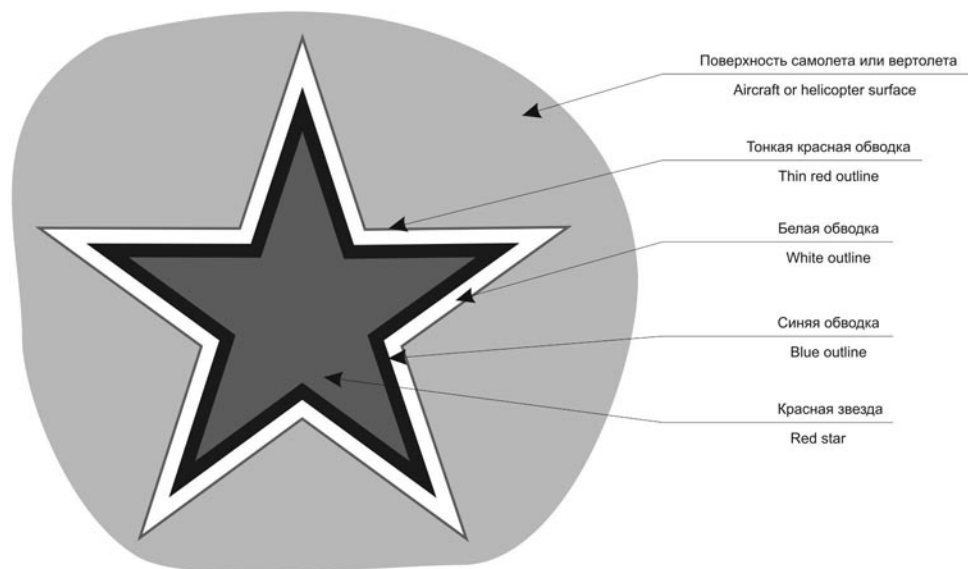 Поверхность самолета или вертолета
Aircraft or helicopter surface
Тонкая красная обводка
Thin red outline
Белая обводка
White outline
Синяя обводка
Blue outline
Красная звезда
Red star